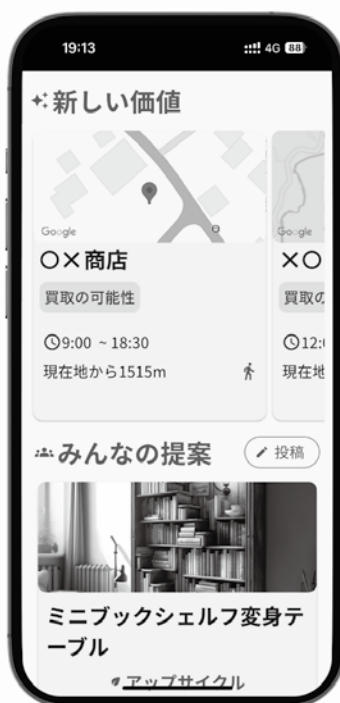 19:13
4G 88
新しい価値
Google
Google
〇×商店
×〇
買取の可能性
買取の
9:00 ~ 18:30
12:
現在地から1515m
現在地
みんなの提案
投稿
ミニブックシェルフ変身テ
ーブル
アップサイクル